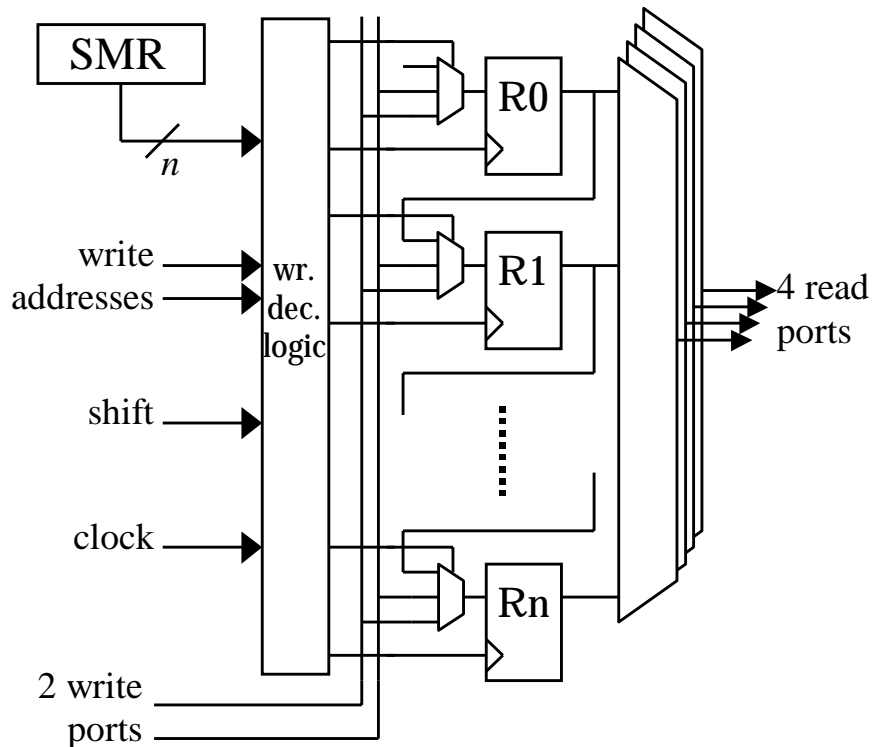 SMR
n
write
addresses
shift
clock
2 write
ports
wr.
dec.
logic
R0
R1
Rn
4 read
ports